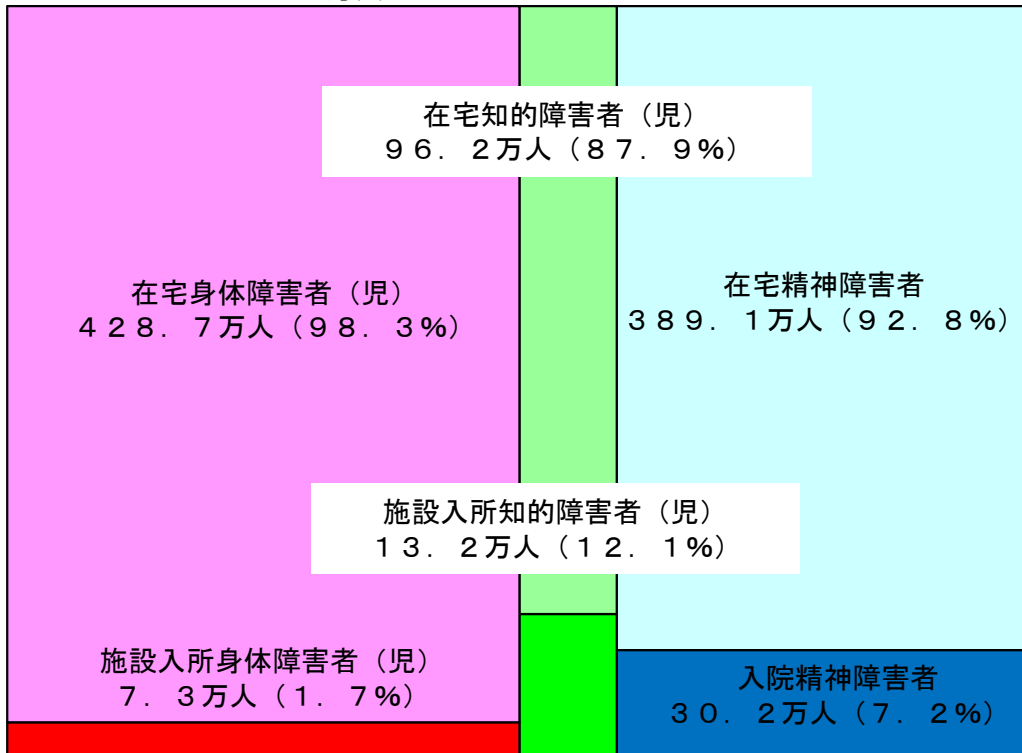 在宅知的障害者（児）
９６．２万人（８７．９%）
在宅身体障害者（児）
４２８．７万人（９８．３%）
在宅精神障害者
３８９．１万人（９２．８%）
施設入所知的障害者（児）
１３．２万人（１２．１%）
施設入所身体障害者（児）
７．３万人（１．７%）
入院精神障害者
３０．２万人（７．２%）